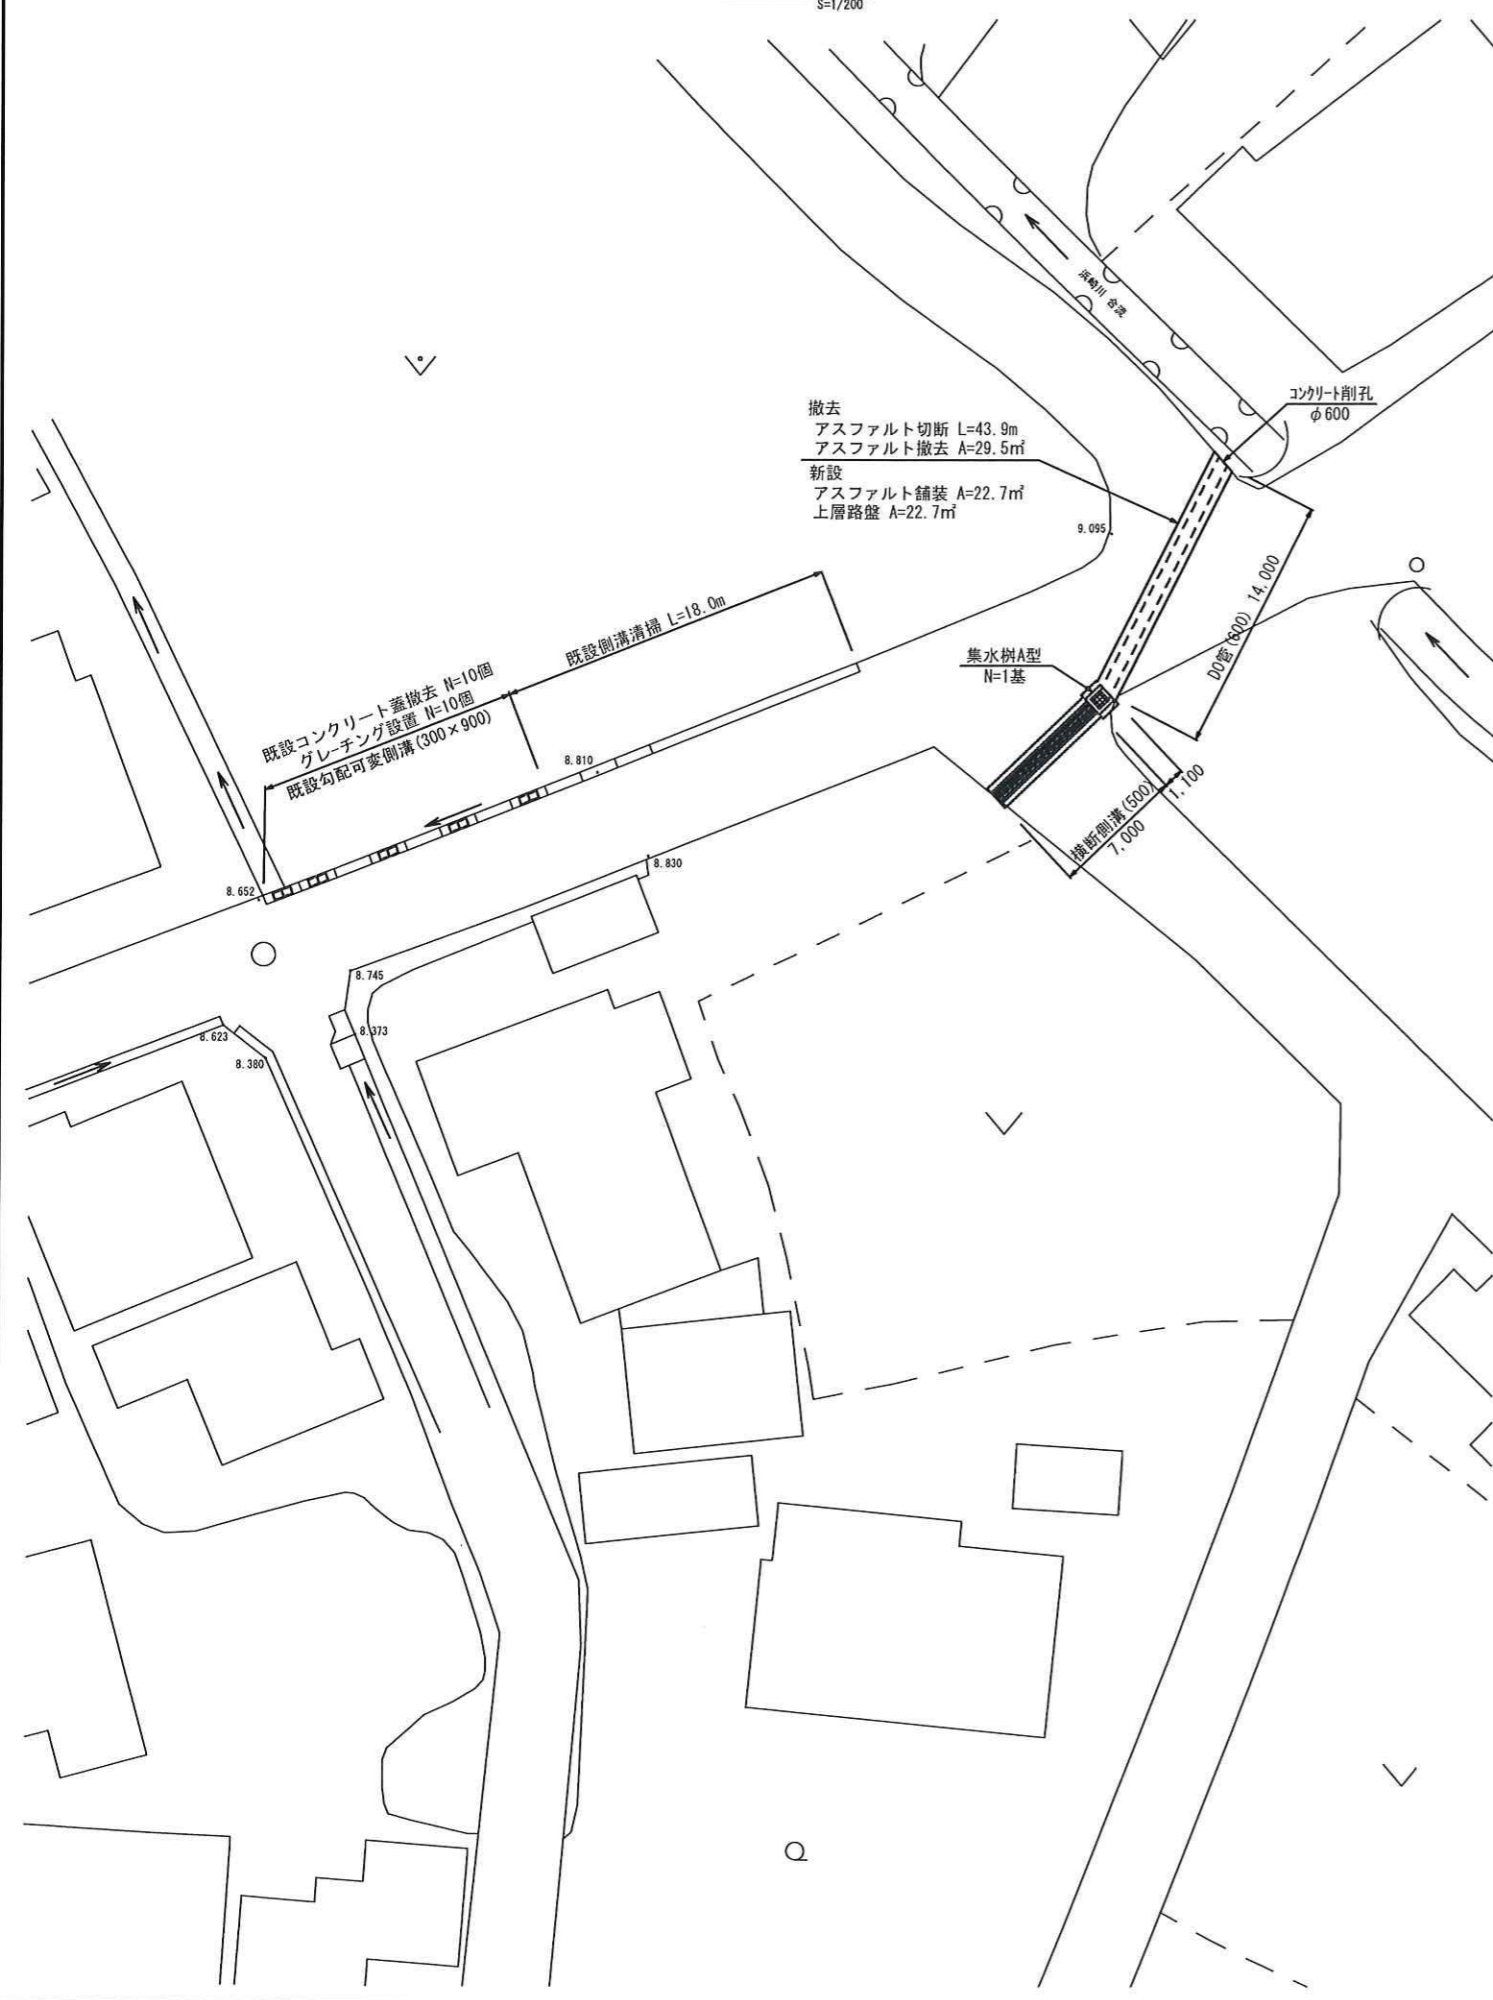 S=1/200
浜崎川 合流
コンクリート削孔
φ600
撤去
アスファルト切断 L=43.9m
アスファルト撤去 A=29.5㎡
新設
アスファルト舗装 A=22.7㎡
上層路盤 A=22.7㎡
9.095
DO管(600) 14.000
既設側溝清掃 L=18.0m
集水桝A型
N=1基
既設コンクリート蓋撤去 N=10個
グレーチング設置 N=10個
既設勾配可変側溝(300×900)
8.810
1.100
横断側溝(500)
7.000
8.830
8.652
8.745
8.373
8.623
8.380